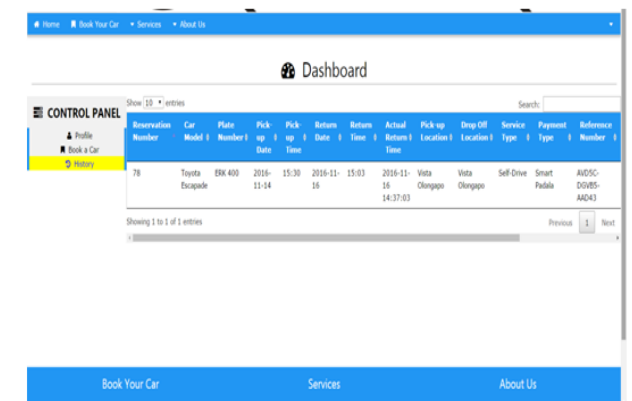 Home Book Your Car Services About Us
Dashboard
CONTROL PANEL
Profile
Book a Car
History
Show 10 entries
Search:
Reservation Number Car Model Plate Number Pick-up Date Pick-up Time Return Date Return Time Actual Return Time Pick-up Location Drop Off Location Service Type Payment Type Reference Number
78 Toyota Escapade ERK 400 2016-11-14 15:30 2016-11-16 15:03 2016-11-16 14:37:03 Vista Olongapo Vista Olongapo Self-Drive Smart Padala AVD5C-DGVB5-AAD43
Showing 1 to 1 of 1 entries
Previous 1 Next
Book Your Car Services About Us